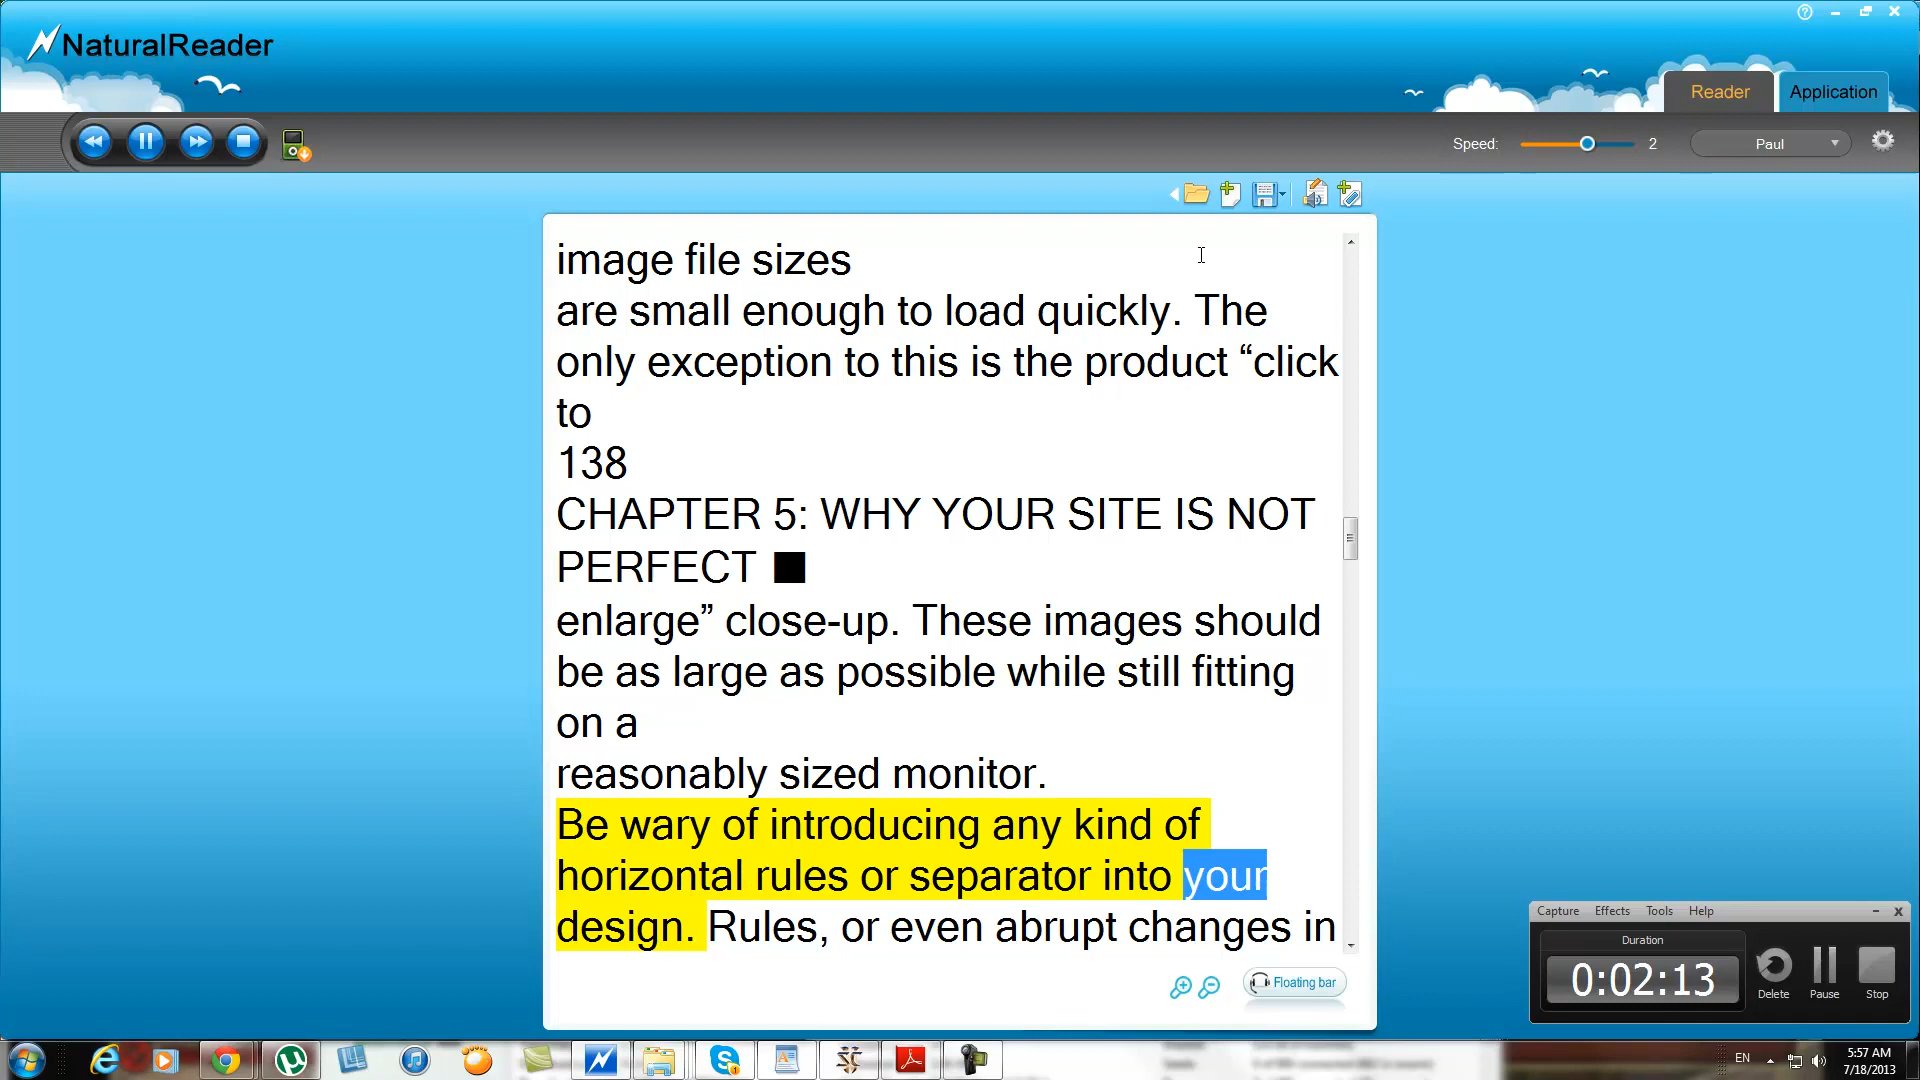 NaturalReader
Reader
Application
Speed:
2
Paul
image file sizes
are small enough to load quickly. The
only exception to this is the product “click
to
138
CHAPTER 5: WHY YOUR SITE IS NOT
PERFECT ■
enlarge” close-up. These images should
be as large as possible while still fitting
on a
reasonably sized monitor.
Be wary of introducing any kind of
horizontal rules or separator into your
design. Rules, or even abrupt changes in
Floating bar
Capture Effects Tools Help
Duration
0:02:13
Delete
Pause
Stop
EN
5:57 AM
7/18/2013